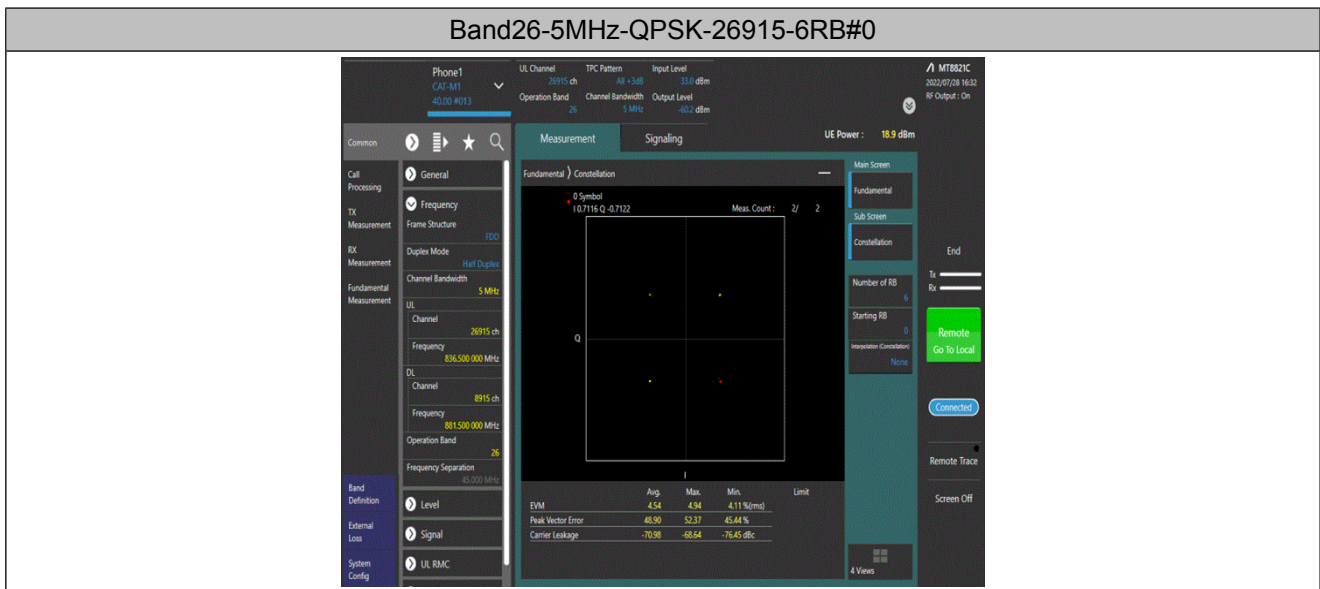 Band26-5MHz-QPSK-26915-6RB#0
Phone1
CAT-M1
40.00 #013
UL Channel TPC Pattern Input Level
26915 ch All +3dB 33.0 dBm
Operation Band Channel Bandwidth Output Level
26 5 MHz -60.2 dBm
MT8821C
2022/07/28 16:32
RF Output : On
Common
Measurement Signaling
UE Power : 18.9 dBm
Call
Processing
TX
Measurement
RX
Measurement
Fundamental
Measurement
Band
Definition
External
Loss
System
Config
General
Frequency
Frame Structure
FDD
Duplex Mode
Half Duplex
Channel Bandwidth
5 MHz
UL
Channel
26915 ch
Frequency
836.500 000 MHz
DL
Channel
8915 ch
Frequency
881.500 000 MHz
Operation Band
26
Frequency Separation
45.000 MHz
Level
Signal
UL RMC
Fundamental Constellation
0 Symbol
I 0.7116 Q -0.7122 Meas. Count : 2/ 2
Q
I
Avg. Max. Min. Limit
EVM 4.54 4.94 4.11 %(rms)
Peak Vector Error 48.90 52.37 45.44 %
Carrier Leakage -70.98 -68.64 -76.45 dBc
Main Screen
Fundamental
Sub Screen
Constellation
Number of RB
6
Starting RB
0
Interpolation (Constellation)
None
4 Views
End
Tx
Rx
Remote
Go To Local
Connected
Remote Trace
Screen Off